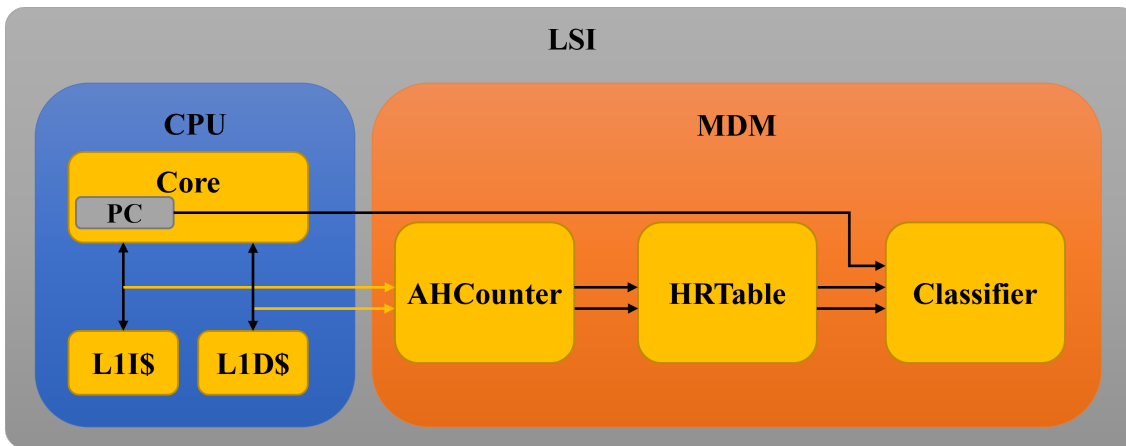 LSI
CPU
MDM
Core
PC
AHCounter
HRTable
Classifier
L1I$
L1D$